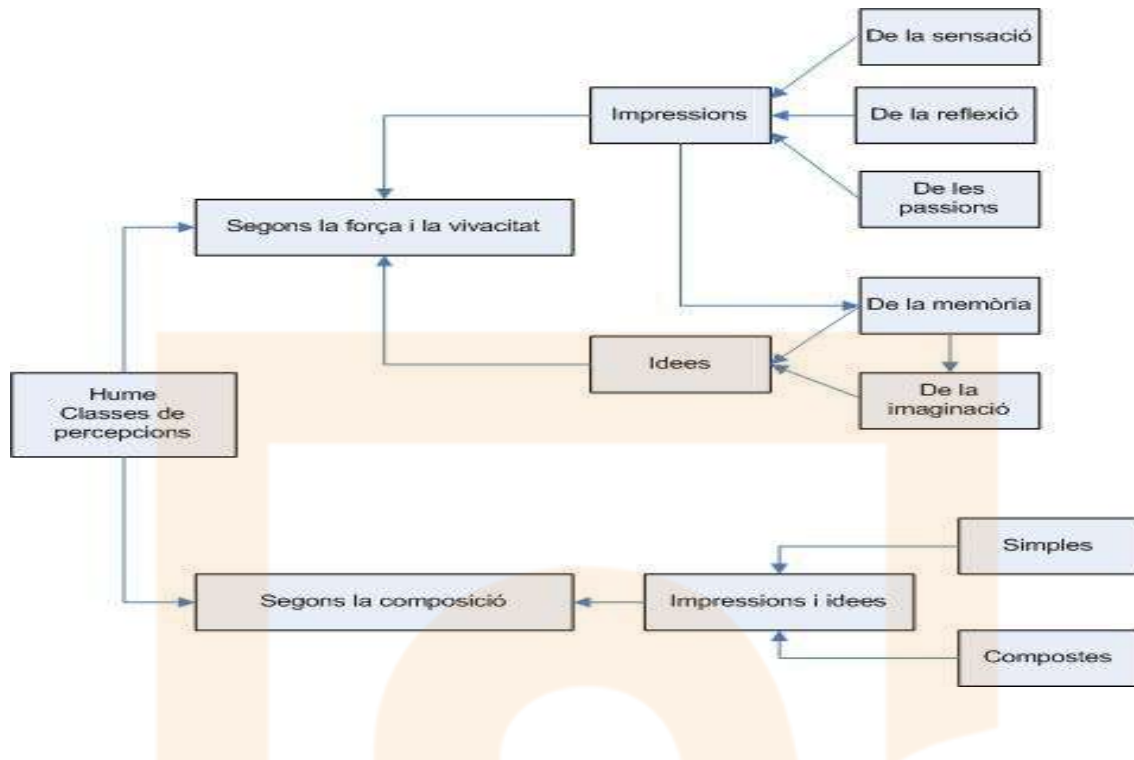 De la sensació
Impressions
De la reflexió
De les
passions
Segons la força i la vivacitat
De la memòria
Idees
De la
imaginació
Hume
Classes de
percepcions
Simples
Segons la composició
Impressions i idees
Compostes